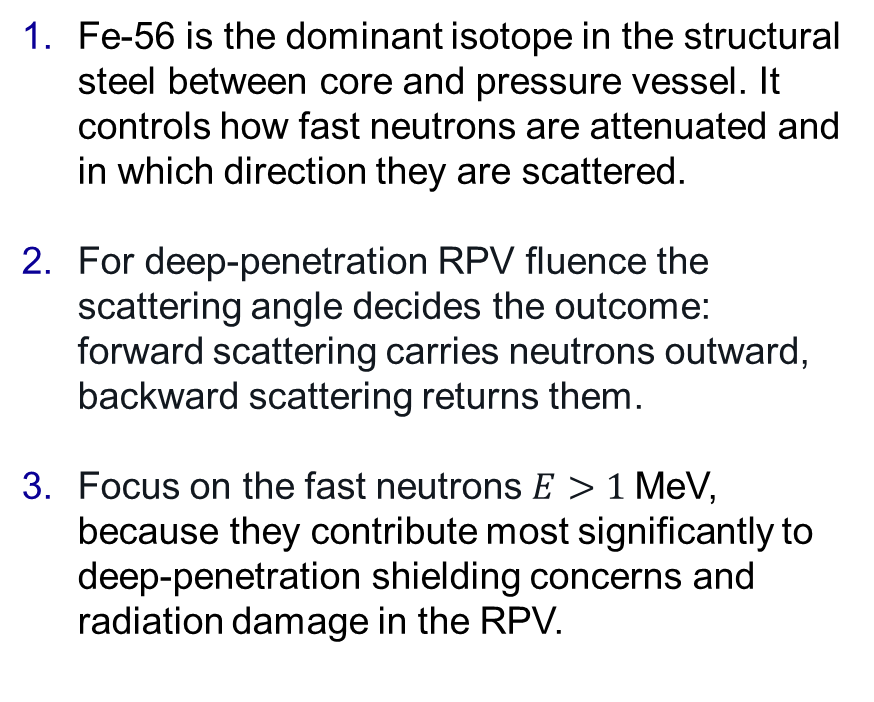 1. Fe-56 is the dominant isotope in the structural
steel between core and pressure vessel. It
controls how fast neutrons are attenuated and
in which direction they are scattered.
2. For deep-penetration RPV fluence the
scattering angle decides the outcome:
forward scattering carries neutrons outward,
backward scattering returns them.
3. Focus on the fast neutrons E > 1 MeV,
because they contribute most significantly to
deep-penetration shielding concerns and
radiation damage in the RPV.